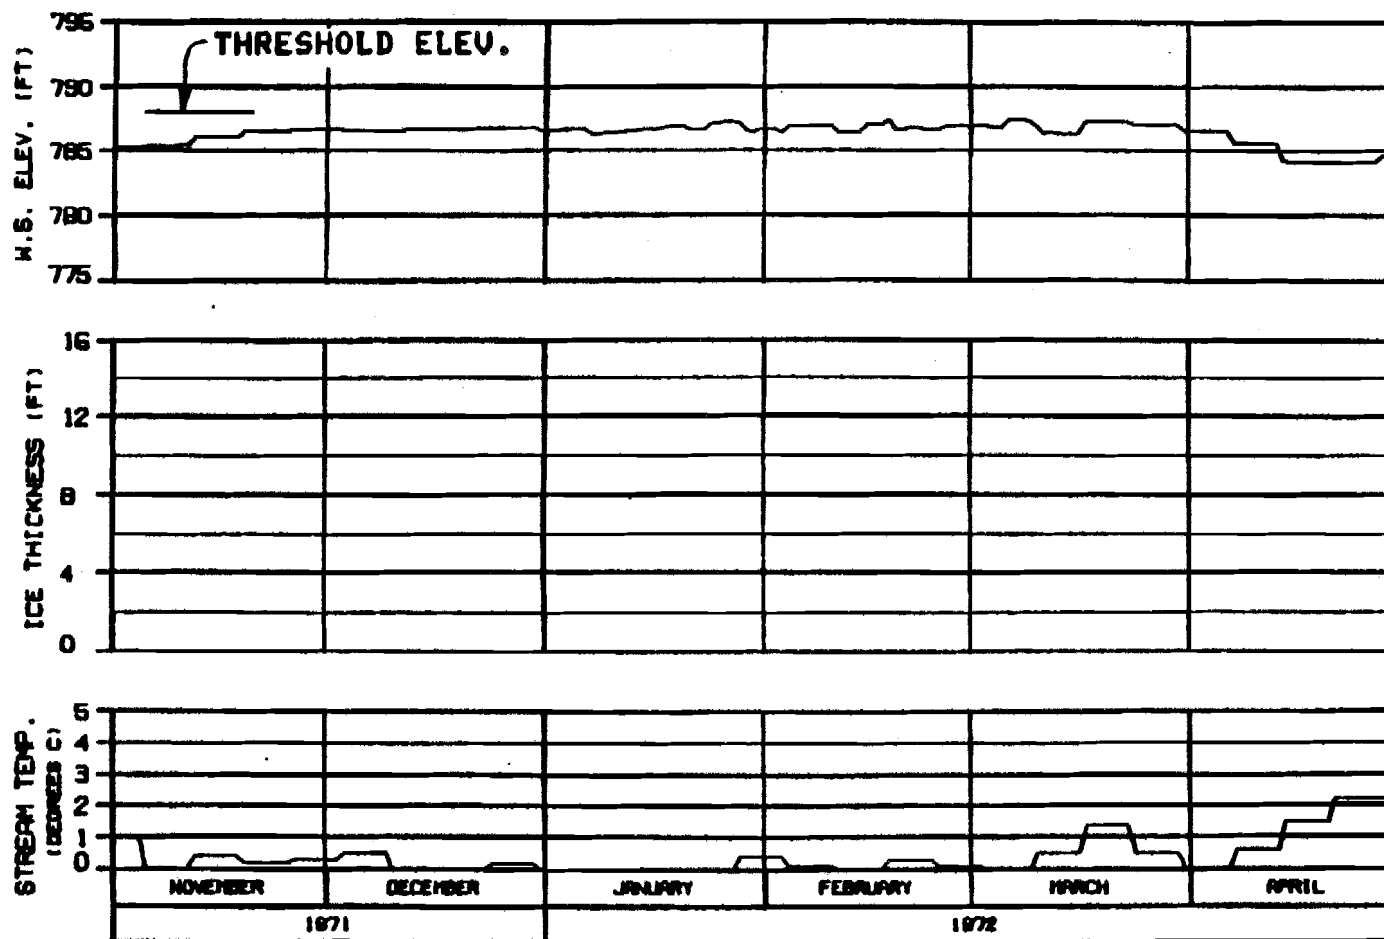 795
THRESHOLD ELEV.
790
785
780
775
W.S. ELEV. (FT)
16
12
8
4
0
ICE THICKNESS (FT)
5
4
3
2
1
0
STREAM TEMP.
(DEGREES C)
NOVEMBER DECEMBER JANUARY FEBRUARY MARCH APRIL
1971 1972